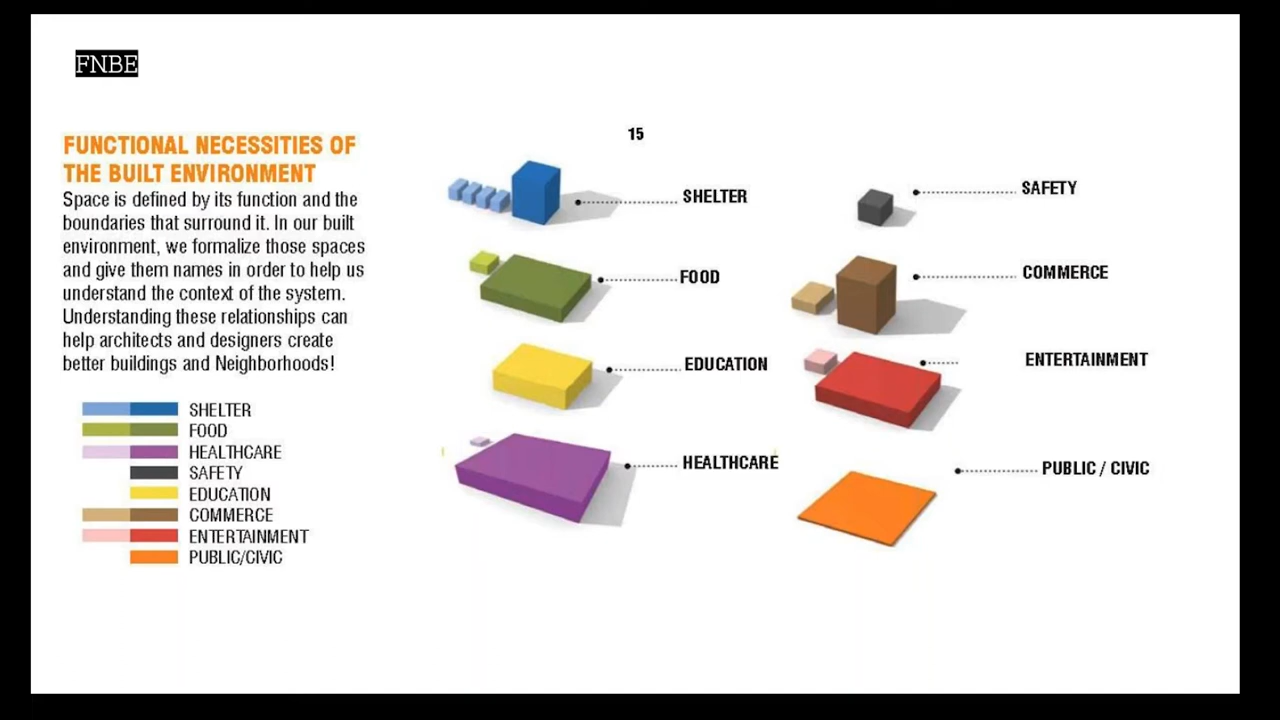 FNBE
FUNCTIONAL NECESSITIES OF
THE BUILT ENVIRONMENT
Space is defined by its function and the
boundaries that surround it. In our built
environment, we formalize those spaces
and give them names in order to help us
understand the context of the system.
Understanding these relationships can
help architects and designers create
better buildings and Neighborhoods!
SHELTER
FOOD
HEALTHCARE
SAFETY
EDUCATION
COMMERCE
ENTERTAINMENT
PUBLIC/CIVIC
15
SHELTER
FOOD
EDUCATION
HEALTHCARE
SAFETY
COMMERCE
ENTERTAINMENT
PUBLIC / CIVIC